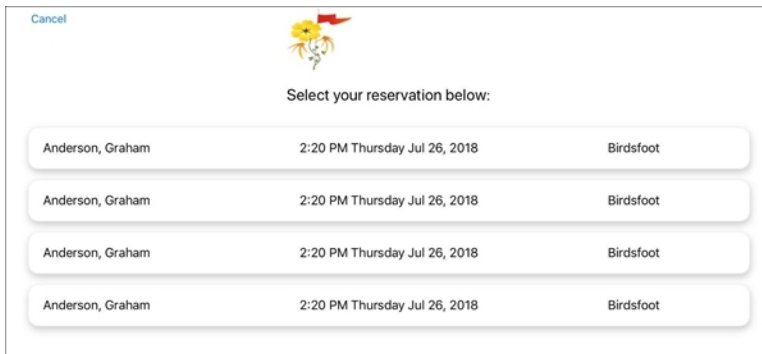 Cancel
Select your reservation below:
Anderson, Graham 2:20 PM Thursday Jul 26, 2018 Birdsfoot
Anderson, Graham 2:20 PM Thursday Jul 26, 2018 Birdsfoot
Anderson, Graham 2:20 PM Thursday Jul 26, 2018 Birdsfoot
Anderson, Graham 2:20 PM Thursday Jul 26, 2018 Birdsfoot